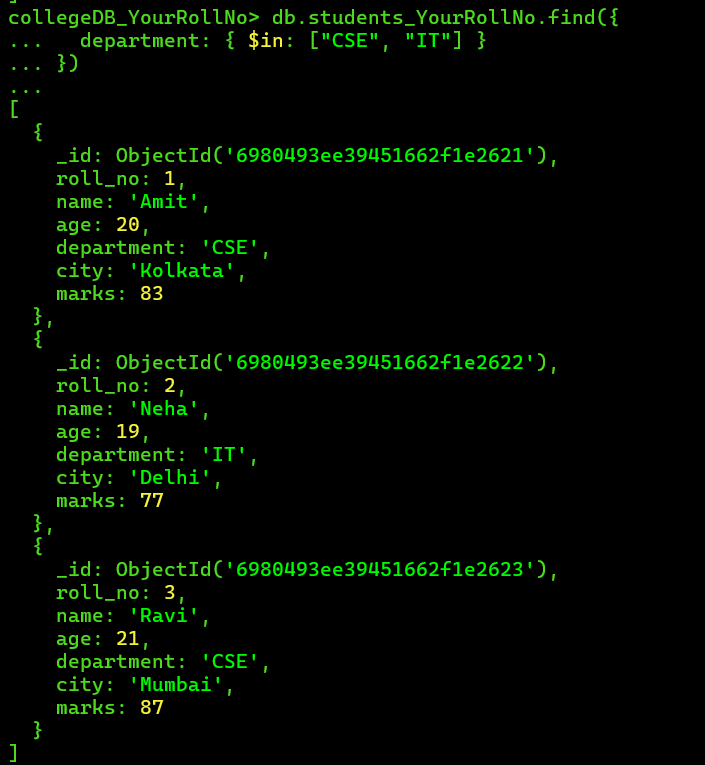 ]
collegeDB_YourRollNo> db.students_YourRollNo.find({
...   department: { $in: ["CSE", "IT"] }
... })
...
[
  {
    _id: ObjectId('6980493ee39451662f1e2621'),
    roll_no: 1,
    name: 'Amit',
    age: 20,
    department: 'CSE',
    city: 'Kolkata',
    marks: 83
  },
  {
    _id: ObjectId('6980493ee39451662f1e2622'),
    roll_no: 2,
    name: 'Neha',
    age: 19,
    department: 'IT',
    city: 'Delhi',
    marks: 77
  },
  {
    _id: ObjectId('6980493ee39451662f1e2623'),
    roll_no: 3,
    name: 'Ravi',
    age: 21,
    department: 'CSE',
    city: 'Mumbai',
    marks: 87
  }
]